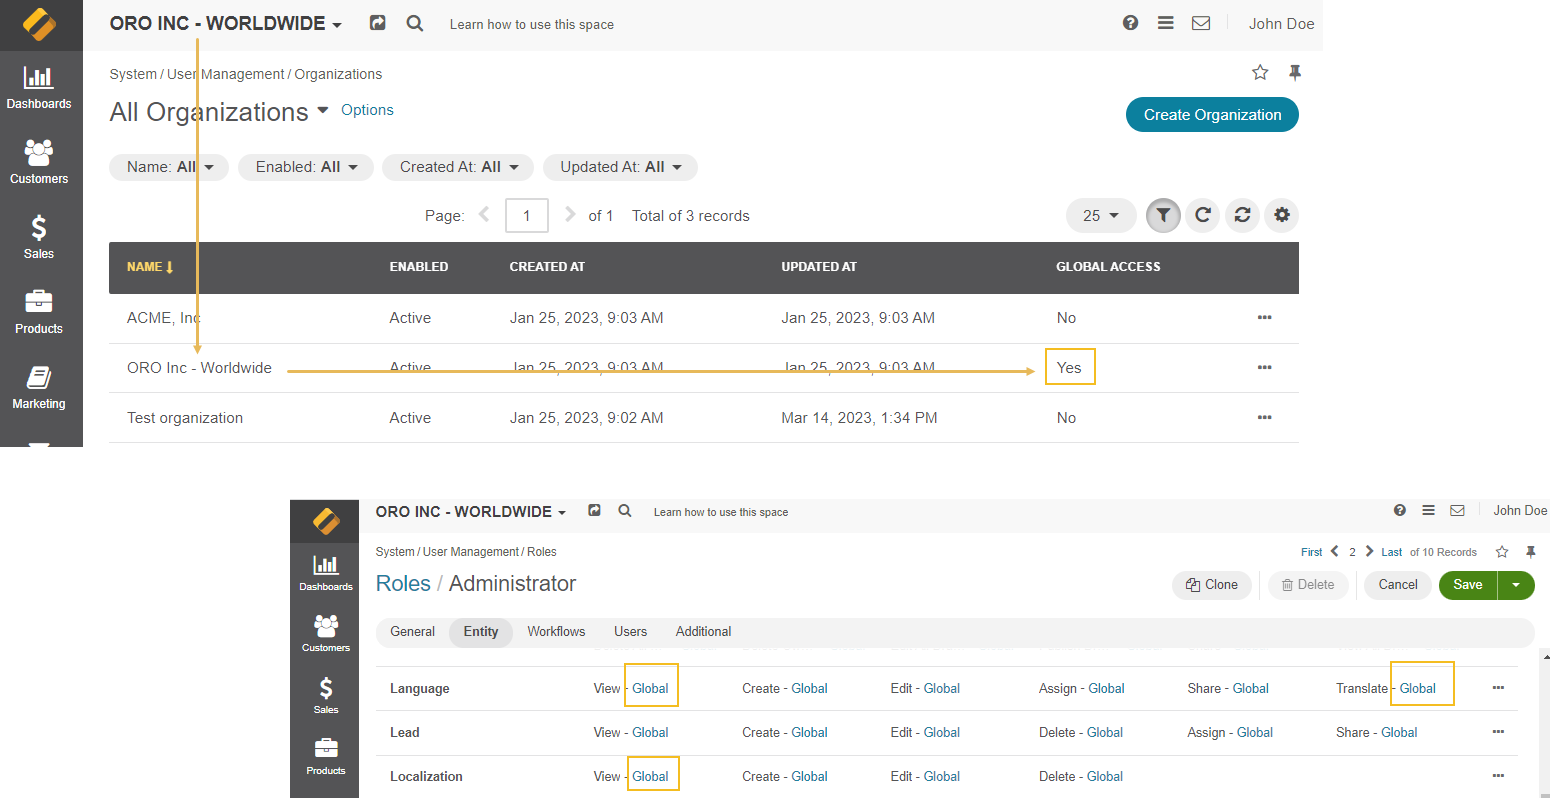 ORO INC - WORLDWIDE Learn how to use this space John Doe
System / User Management / Organizations
All Organizations Options Create Organization
Name: All Enabled: All Created At: All Updated At: All
Page: 1 of 1 Total of 3 records 25
NAME ENABLED CREATED AT UPDATED AT GLOBAL ACCESS
ACME, Inc Active Jan 25, 2023, 9:03 AM Jan 25, 2023, 9:03 AM No
ORO Inc - Worldwide Active Jan 25, 2023, 9:03 AM Jan 25, 2023, 9:03 AM Yes
Test organization Active Jan 25, 2023, 9:02 AM Mar 14, 2023, 1:34 PM No
Dashboards
Customers
Sales
Products
Marketing
ORO INC - WORLDWIDE Learn how to use this space John Doe
System / User Management / Roles First 2 Last of 10 Records
Roles / Administrator Clone Delete Cancel Save
General Entity Workflows Users Additional
Language View - Global Create - Global Edit - Global Assign - Global Share - Global Translate - Global
Lead View - Global Create - Global Edit - Global Delete - Global Assign - Global Share - Global
Localization View - Global Create - Global Edit - Global Delete - Global
Dashboards
Customers
Sales
Products